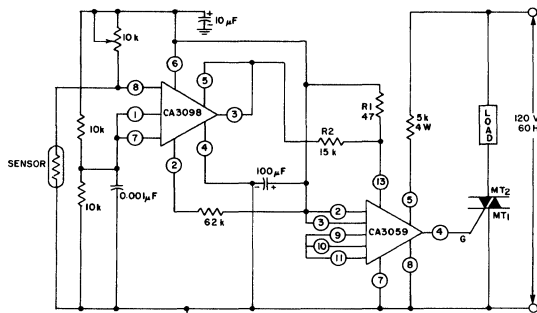 10 µF
+
−
10 k
6
5
8
1
7
CA3098
3
2
4
10k
10k
SENSOR
0.001µF
100µF
− +
62 k
R1
47
R2
15 k
13
5k
4W
LOAD
120 V
60 H
2
3
9
10
11
CA3059
5
4
G
MT2
MT1
7
8